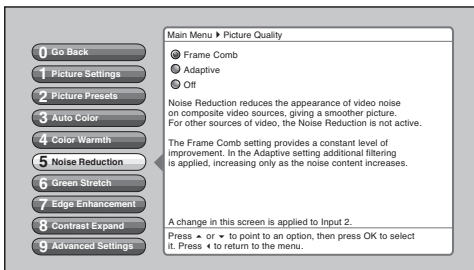 Main Menu ▶ Picture Quality
0 Go Back
1 Picture Settings
2 Picture Presets
3 Auto Color
4 Color Warmth
5 Noise Reduction
6 Green Stretch
7 Edge Enhancement
8 Contrast Expand
9 Advanced Settings
Frame Comb
Adaptive
Off
Noise Reduction reduces the appearance of video noise
on composite video sources, giving a smoother picture.
For other sources of video, the Noise Reduction is not active.
The Frame Comb setting provides a constant level of
improvement. In the Adaptive setting additional filtering
is applied, increasing only as the noise content increases.
A change in this screen is applied to Input 2.
Press ▲ or ▼ to point to an option, then press OK to select
it. Press ◀ to return to the menu.